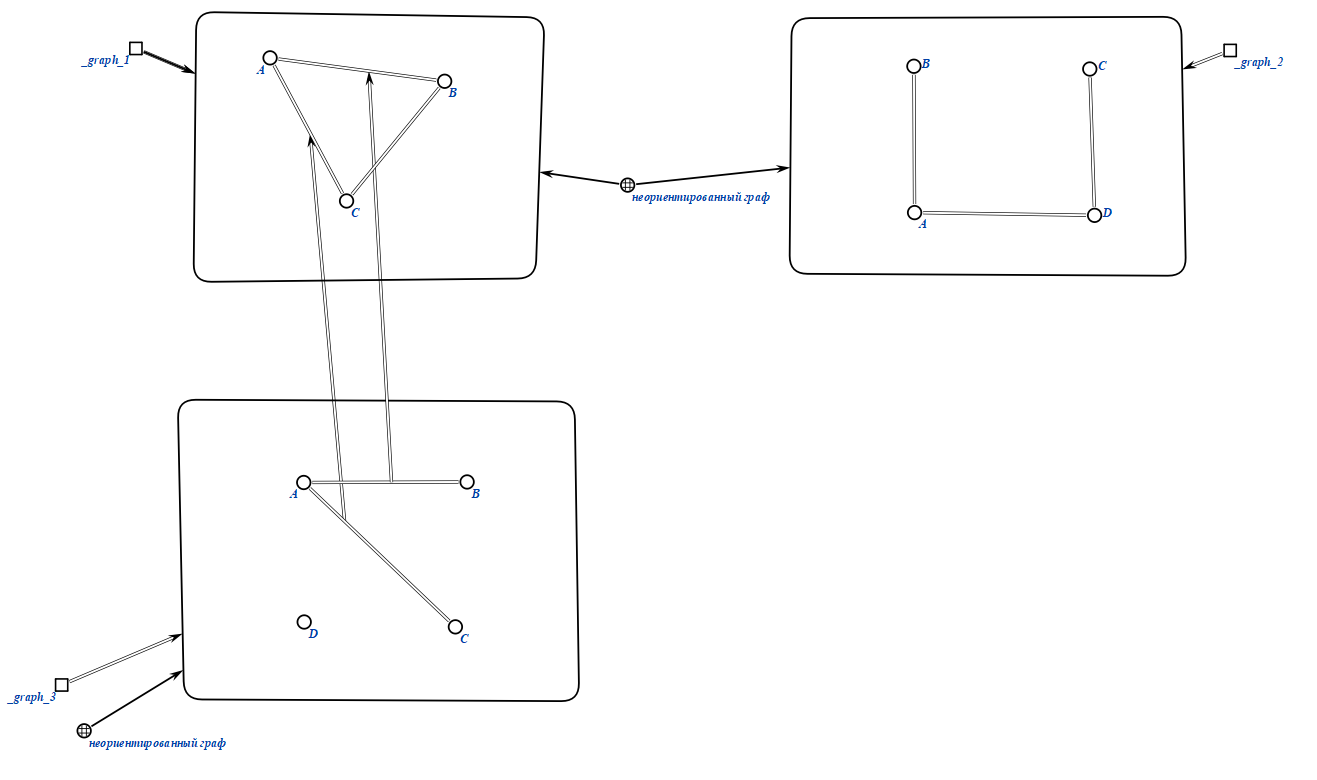 _graph_1
A
B
C
неориентированный граф
B
C
A
D
_graph_2
A
B
D
C
_graph_3
неориентированный граф